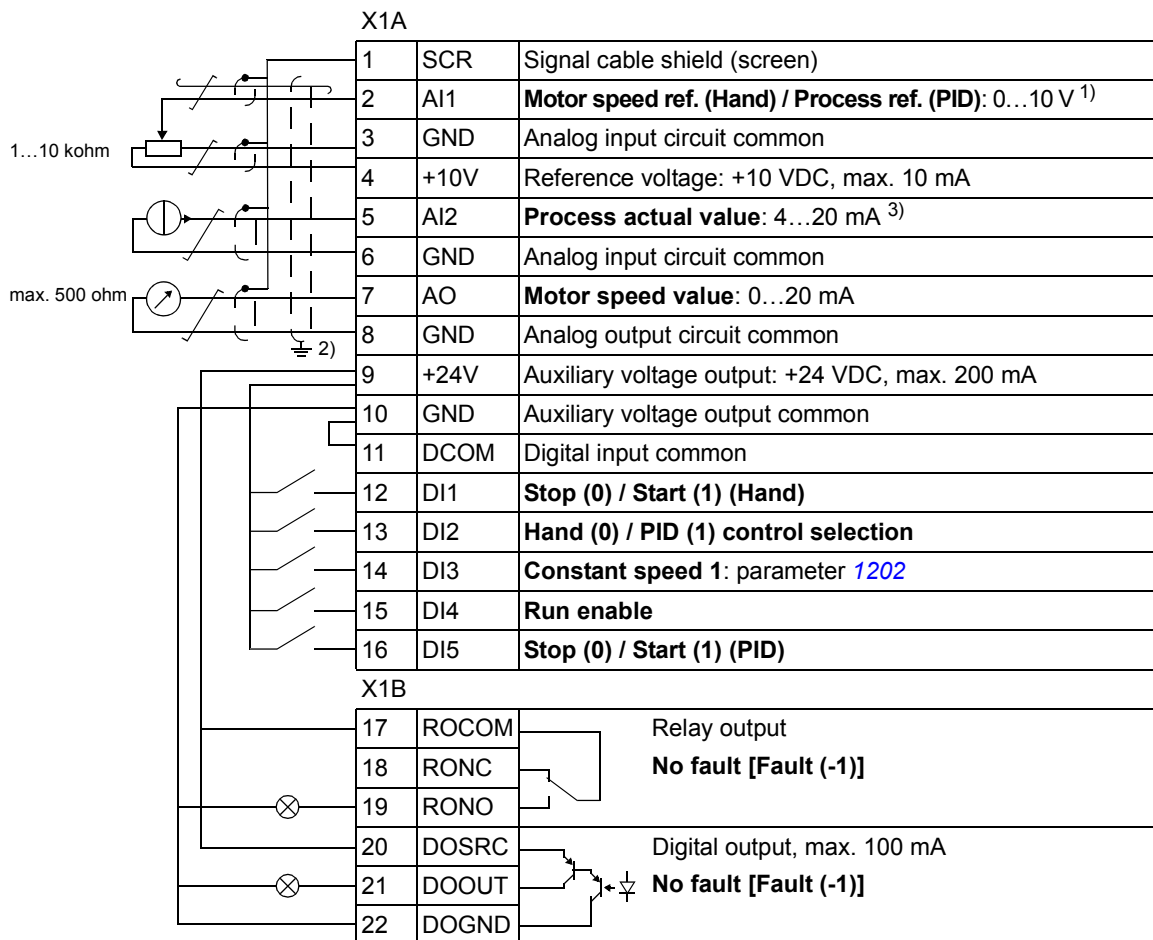 X1A
1 SCR Signal cable shield (screen)
2 AI1 Motor speed ref. (Hand) / Process ref. (PID): 0…10 V 1)
1…10 kohm
3 GND Analog input circuit common
4 +10V Reference voltage: +10 VDC, max. 10 mA
5 AI2 Process actual value: 4…20 mA 3)
6 GND Analog input circuit common
max. 500 ohm
7 AO Motor speed value: 0…20 mA
8 GND Analog output circuit common
2)
9 +24V Auxiliary voltage output: +24 VDC, max. 200 mA
10 GND Auxiliary voltage output common
11 DCOM Digital input common
12 DI1 Stop (0) / Start (1) (Hand)
13 DI2 Hand (0) / PID (1) control selection
14 DI3 Constant speed 1: parameter 1202
15 DI4 Run enable
16 DI5 Stop (0) / Start (1) (PID)
X1B
17 ROCOM Relay output
18 RONC No fault [Fault (-1)]
19 RONO
20 DOSRC Digital output, max. 100 mA
21 DOOUT No fault [Fault (-1)]
22 DOGND